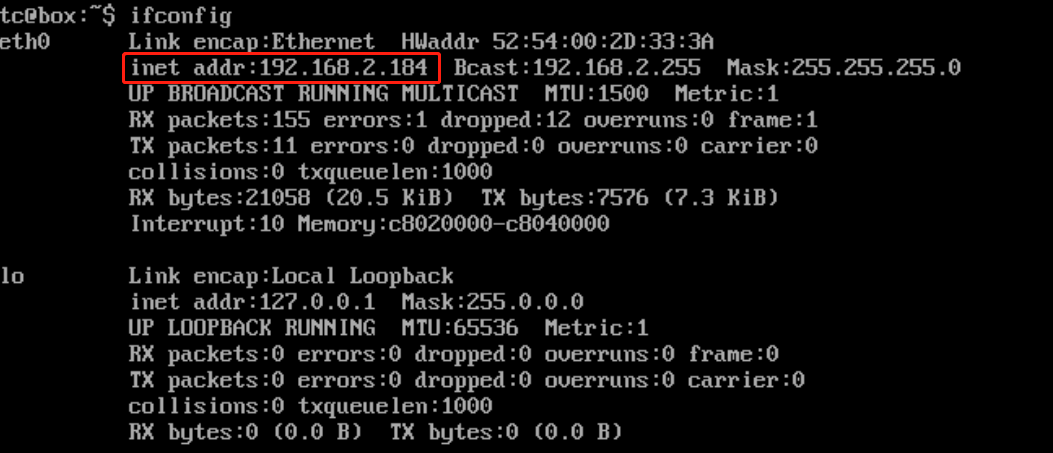 tc@box:~$ ifconfig
eth0      Link encap:Ethernet  HWaddr 52:54:00:2D:33:3A
          inet addr:192.168.2.184  Bcast:192.168.2.255  Mask:255.255.255.0
          UP BROADCAST RUNNING MULTICAST  MTU:1500  Metric:1
          RX packets:155 errors:1 dropped:12 overruns:0 frame:1
          TX packets:11 errors:0 dropped:0 overruns:0 carrier:0
          collisions:0 txqueuelen:1000
          RX bytes:21058 (20.5 KiB)  TX bytes:7576 (7.3 KiB)
          Interrupt:10 Memory:c8020000-c8040000

lo        Link encap:Local Loopback
          inet addr:127.0.0.1  Mask:255.0.0.0
          UP LOOPBACK RUNNING  MTU:65536  Metric:1
          RX packets:0 errors:0 dropped:0 overruns:0 frame:0
          TX packets:0 errors:0 dropped:0 overruns:0 carrier:0
          collisions:0 txqueuelen:1000
          RX bytes:0 (0.0 B)  TX bytes:0 (0.0 B)